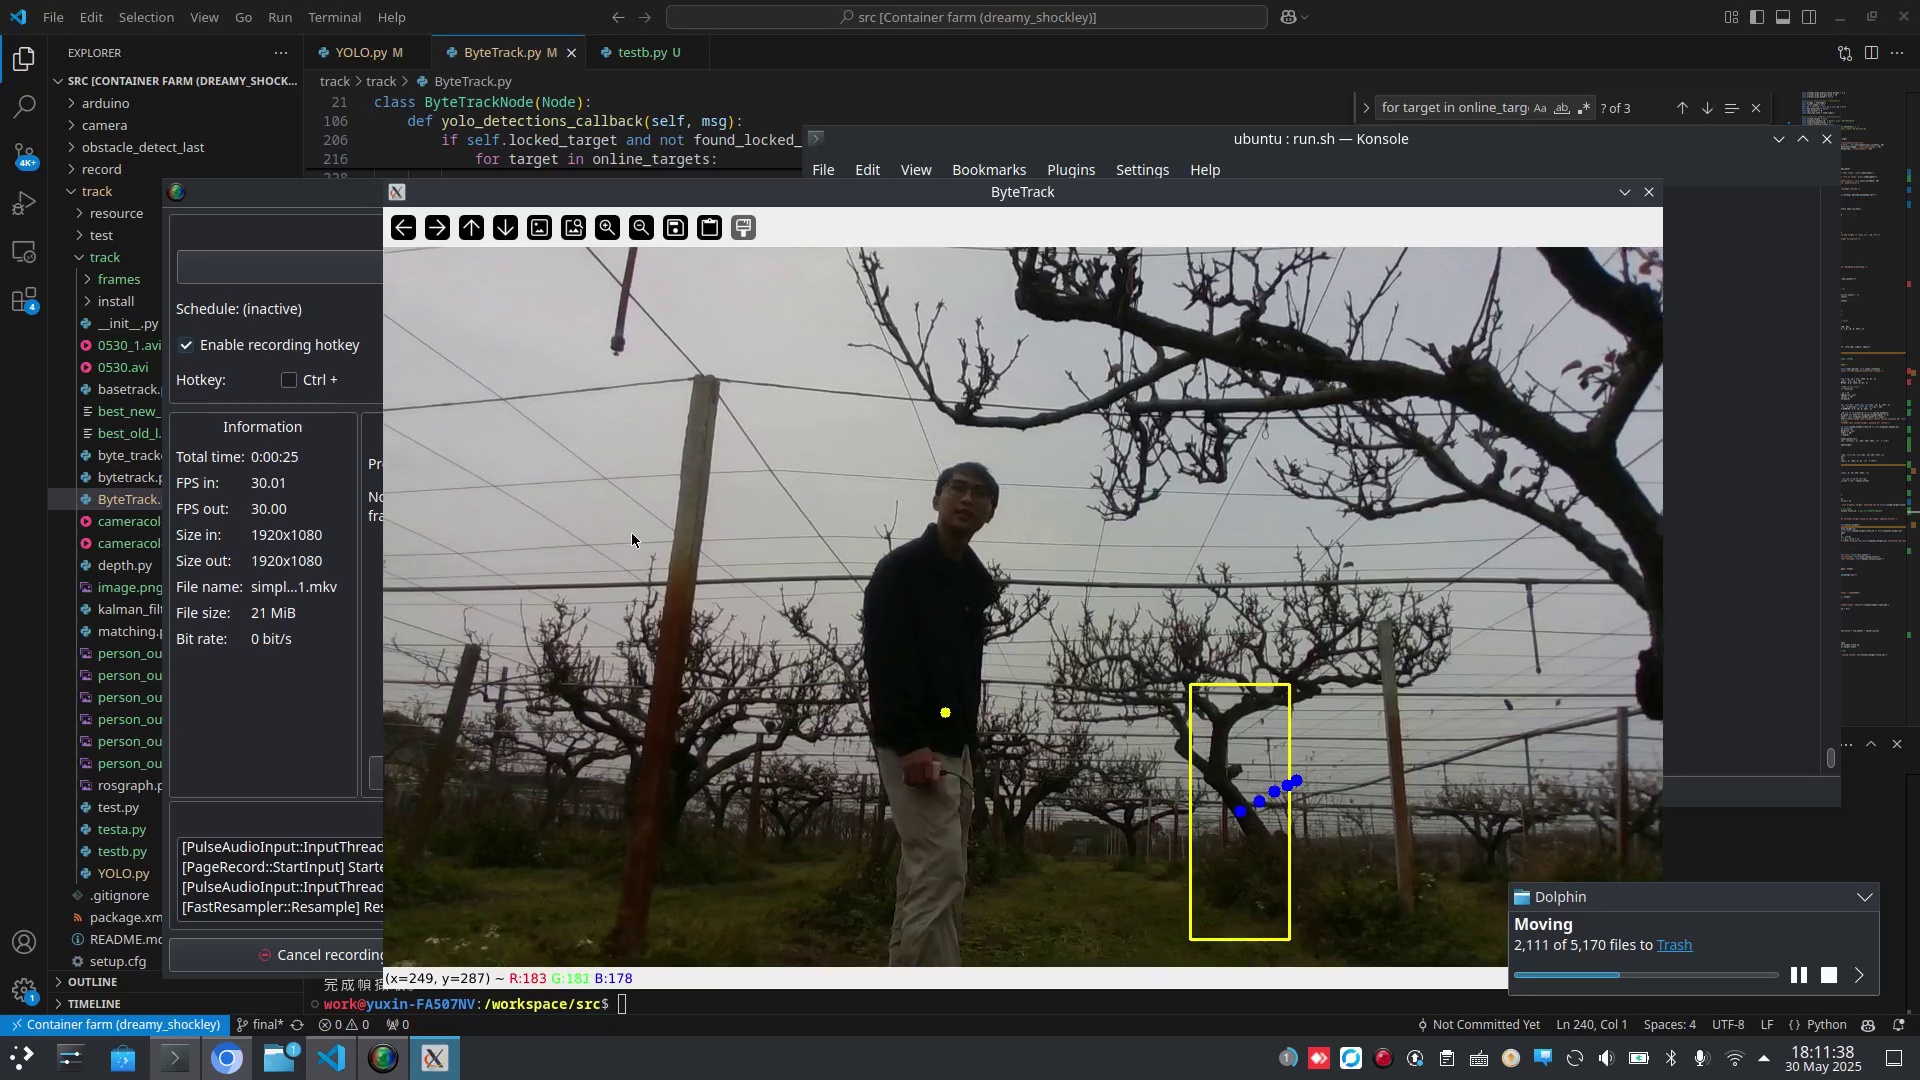 File Edit Selection View Go Run Terminal Help
src [Container farm (dreamy_shockley)]
EXPLORER
YOLO.py M
ByteTrack.py M
testb.py U
SRC [CONTAINER FARM (DREAMY_SHOCK...
track > track > ByteTrack.py
arduino
camera
obstacle_detect_last
record
track
resource
test
track
frames
install
__init__.py
0530_1.avi
0530.avi
basetrack.
best_new_
best_old_l.
byte_track
bytetrack.p
ByteTrack.
cameracol
cameracol
depth.py
image.png
kalman_filt
matching.p
person_ou
person_ou
person_ou
person_ou
person_ou
person_ou
rosgraph.p
test.py
testa.py
testb.py
YOLO.py
.gitignore
package.xm
README.md
setup.cfg
OUTLINE
TIMELINE
4K+
4
1
21 class ByteTrackNode(Node):
106 def yolo_detections_callback(self, msg):
206 if self.locked_target and not found_locked_
216 for target in online_targets:
for target in online_targ
Aa ab .*
? of 3
ubuntu : run.sh — Konsole
File Edit View Bookmarks Plugins Settings Help
ByteTrack
Schedule: (inactive)
Enable recording hotkey
Hotkey: Ctrl +
Information
Total time: 0:00:25
FPS in: 30.01
FPS out: 30.00
Size in: 1920x1080
Size out: 1920x1080
File name: simpl...1.mkv
File size: 21 MiB
Bit rate: 0 bit/s
Pr
No
fra
[PulseAudioInput::InputThread
[PageRecord::StartInput] Starte
[PulseAudioInput::InputThread
[FastResampler::Resample] Res
Cancel recording
(x=249, y=287) ~ R:183 G:181 B:178
work@yuxin-FA507NV:/workspace/src$
Dolphin
Moving
2,111 of 5,170 files to Trash
Container farm (dreamy_shockley) final* 0 0 0
Not Committed Yet Ln 240, Col 1 Spaces: 4 UTF-8 LF {} Python
1
1
18:11:38
30 May 2025